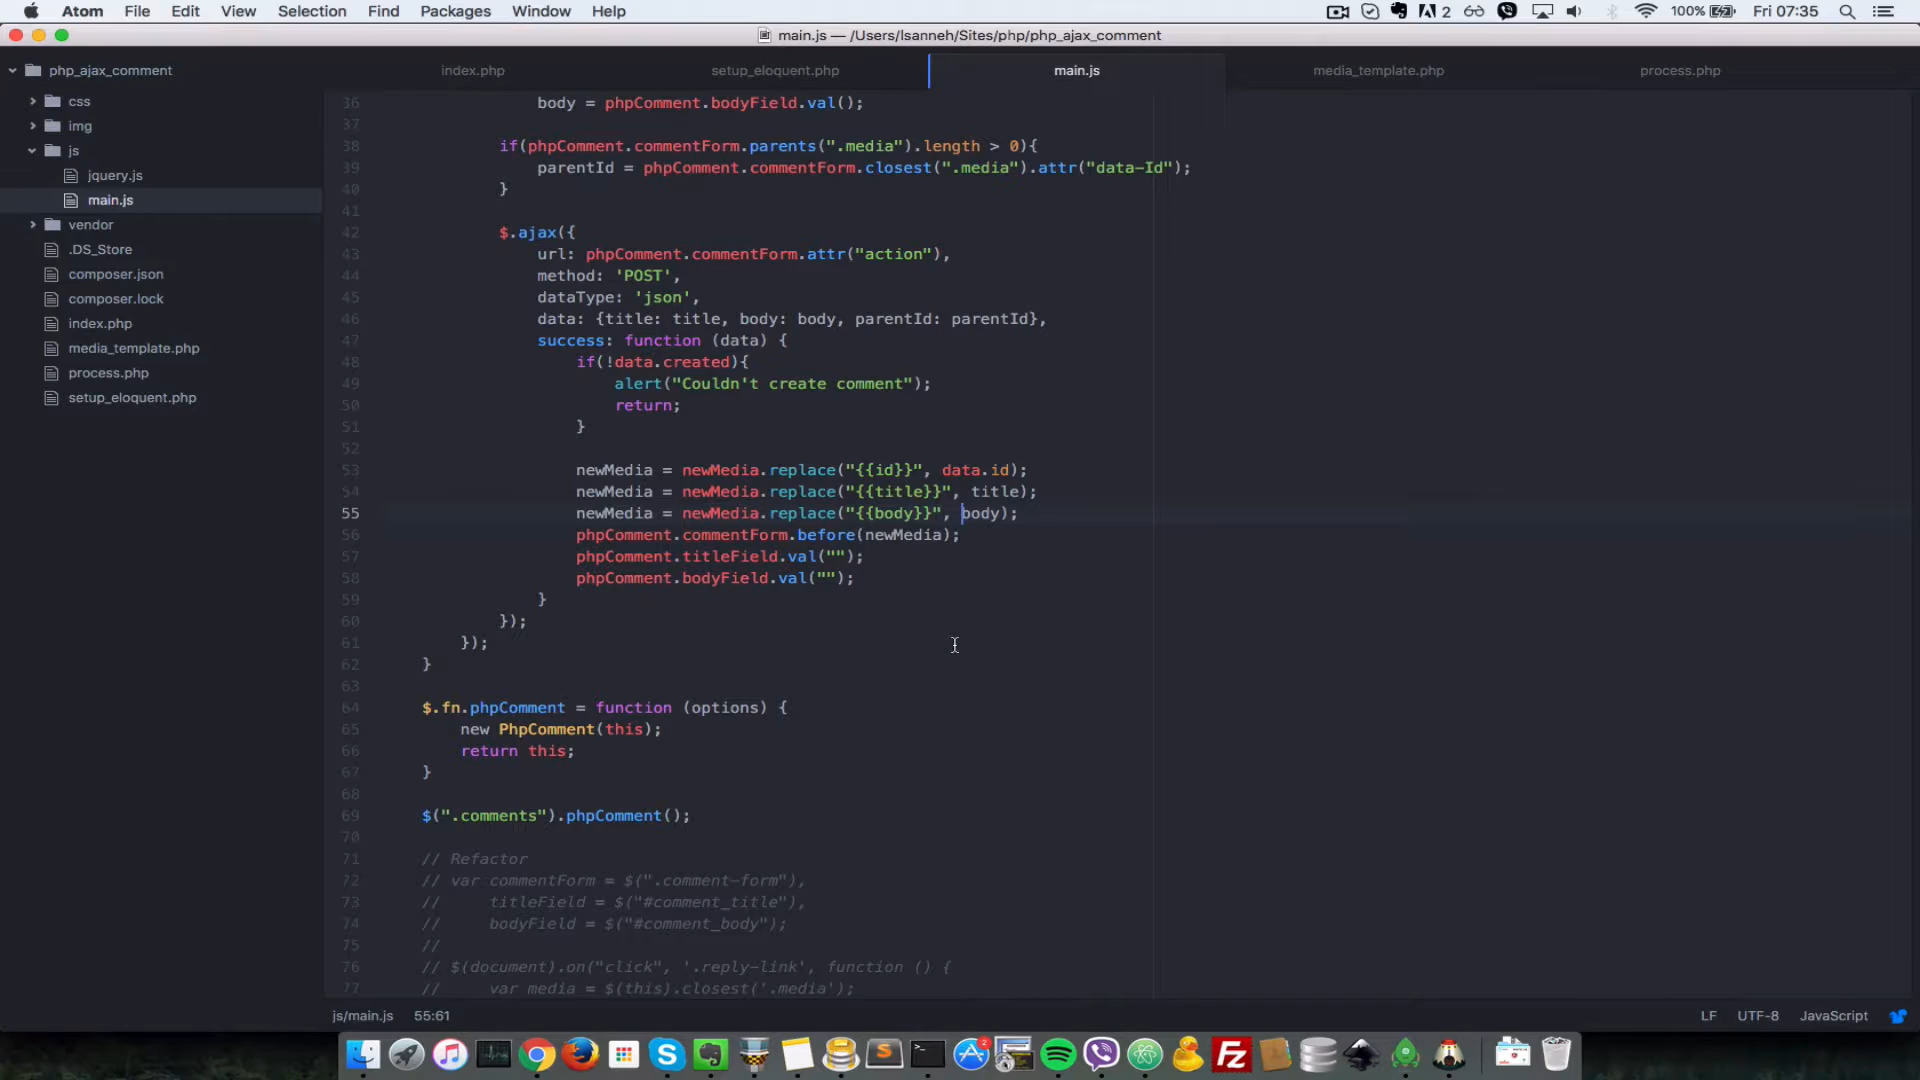 Atom File Edit View Selection Find Packages Window Help 2 100% Fri 07:35
main.js — /Users/lsanneh/Sites/php/php_ajax_comment
php_ajax_comment
css
img
js
jquery.js
main.js
vendor
.DS_Store
composer.json
composer.lock
index.php
media_template.php
process.php
setup_eloquent.php
index.php setup_eloquent.php main.js media_template.php process.php
36 body = phpComment.bodyField.val();
37
38 if(phpComment.commentForm.parents(".media").length > 0){
39 parentId = phpComment.commentForm.closest(".media").attr("data-Id");
40 }
41
42 $.ajax({
43 url: phpComment.commentForm.attr("action"),
44 method: 'POST',
45 dataType: 'json',
46 data: {title: title, body: body, parentId: parentId},
47 success: function (data) {
48 if(!data.created){
49 alert("Couldn't create comment");
50 return;
51 }
52
53 newMedia = newMedia.replace("{{id}}", data.id);
54 newMedia = newMedia.replace("{{title}}", title);
55 newMedia = newMedia.replace("{{body}}", body);
56 phpComment.commentForm.before(newMedia);
57 phpComment.titleField.val("");
58 phpComment.bodyField.val("");
59 }
60 });
61 });
62 }
63
64 $.fn.phpComment = function (options) {
65 new PhpComment(this);
66 return this;
67 }
68
69 $(".comments").phpComment();
70
71 // Refactor
72 // var commentForm = $(".comment-form"),
73 // titleField = $("#comment_title"),
74 // bodyField = $("#comment_body");
75 //
76 // $(document).on("click", '.reply-link', function () {
77 // var media = $(this).closest('.media');
js/main.js 55:61 LF UTF-8 JavaScript